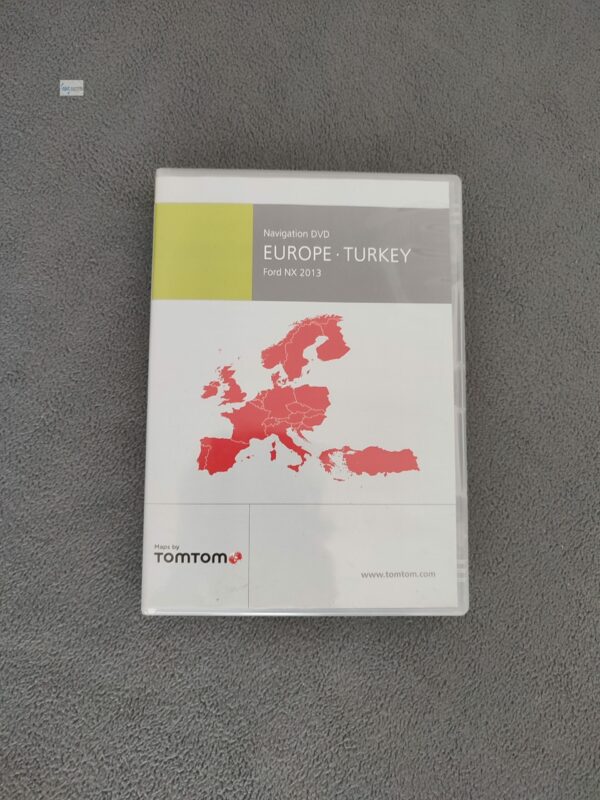 Navigation DVD
EUROPE · TURKEY
Ford NX 2013
Maps by
TOMTOM
www.tomtom.com